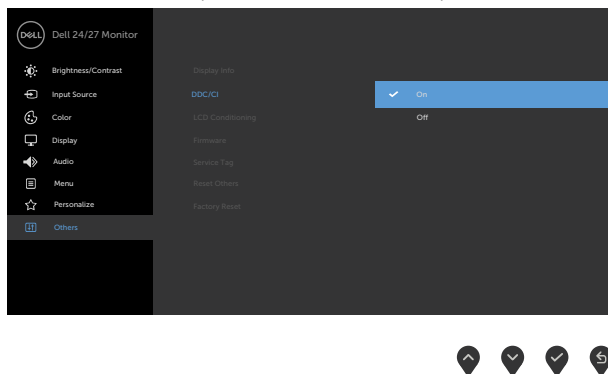 DELL Dell 24/27 Monitor
Brightness/Contrast
Display Info
Input Source
DDC/CI
On
Color
LCD Conditioning
Off
Display
Firmware
Audio
Service Tag
Menu
Reset Others
Personalize
Factory Reset
Others